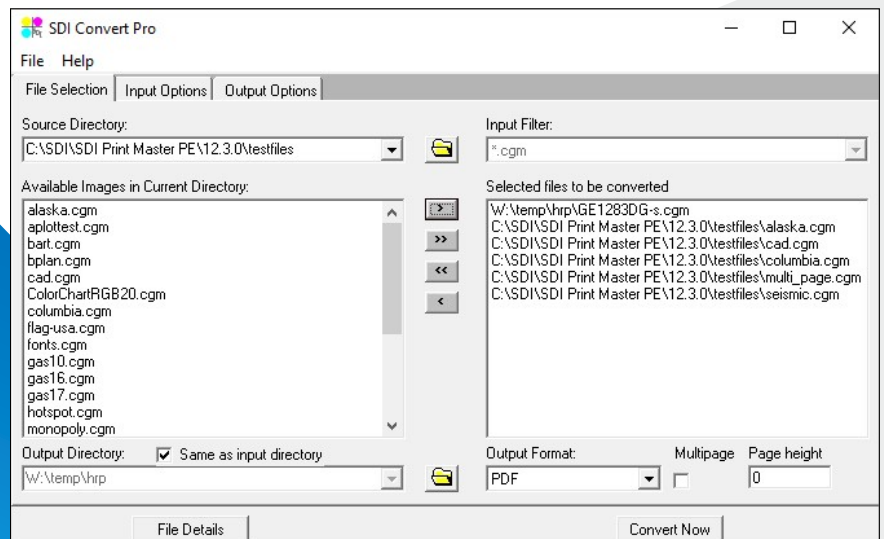 SDI Convert Pro
File Help
File Selection Input Options Output Options
Source Directory:
C:\SDI\SDI Print Master PE\12.3.0\testfiles
Input Filter:
*.cgm
Available Images in Current Directory:
alaska.cgm
aplottest.cgm
bart.cgm
bplan.cgm
cad.cgm
ColorChartRGB20.cgm
columbia.cgm
flag-usa.cgm
fonts.cgm
gas10.cgm
gas16.cgm
gas17.cgm
hotspot.cgm
monopoly.cgm
>
>>
<<
<
Selected files to be converted
W:\temp\hrp\GE1283DG-s.cgm
C:\SDI\SDI Print Master PE\12.3.0\testfiles\alaska.cgm
C:\SDI\SDI Print Master PE\12.3.0\testfiles\cad.cgm
C:\SDI\SDI Print Master PE\12.3.0\testfiles\columbia.cgm
C:\SDI\SDI Print Master PE\12.3.0\testfiles\multi_page.cgm
C:\SDI\SDI Print Master PE\12.3.0\testfiles\seismic.cgm
Output Directory: Same as input directory
W:\temp\hrp
Output Format: Multipage Page height
PDF 0
File Details Convert Now